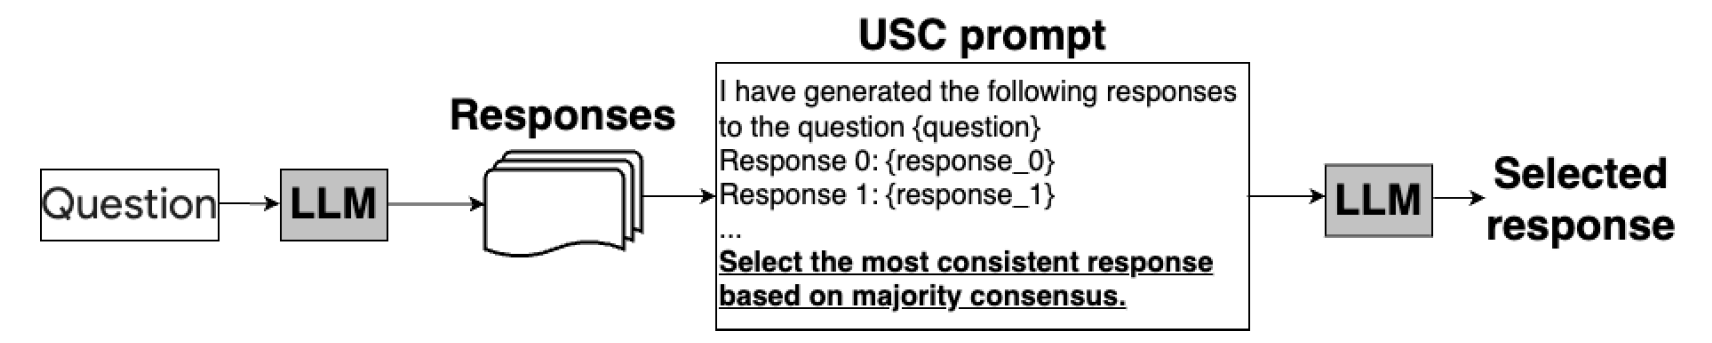 USC prompt
Question
LLM
Responses
I have generated the following responses
to the question {question}
Response 0: {response_0}
Response 1: {response_1}
...
Select the most consistent response
based on majority consensus.
LLM
Selected
response